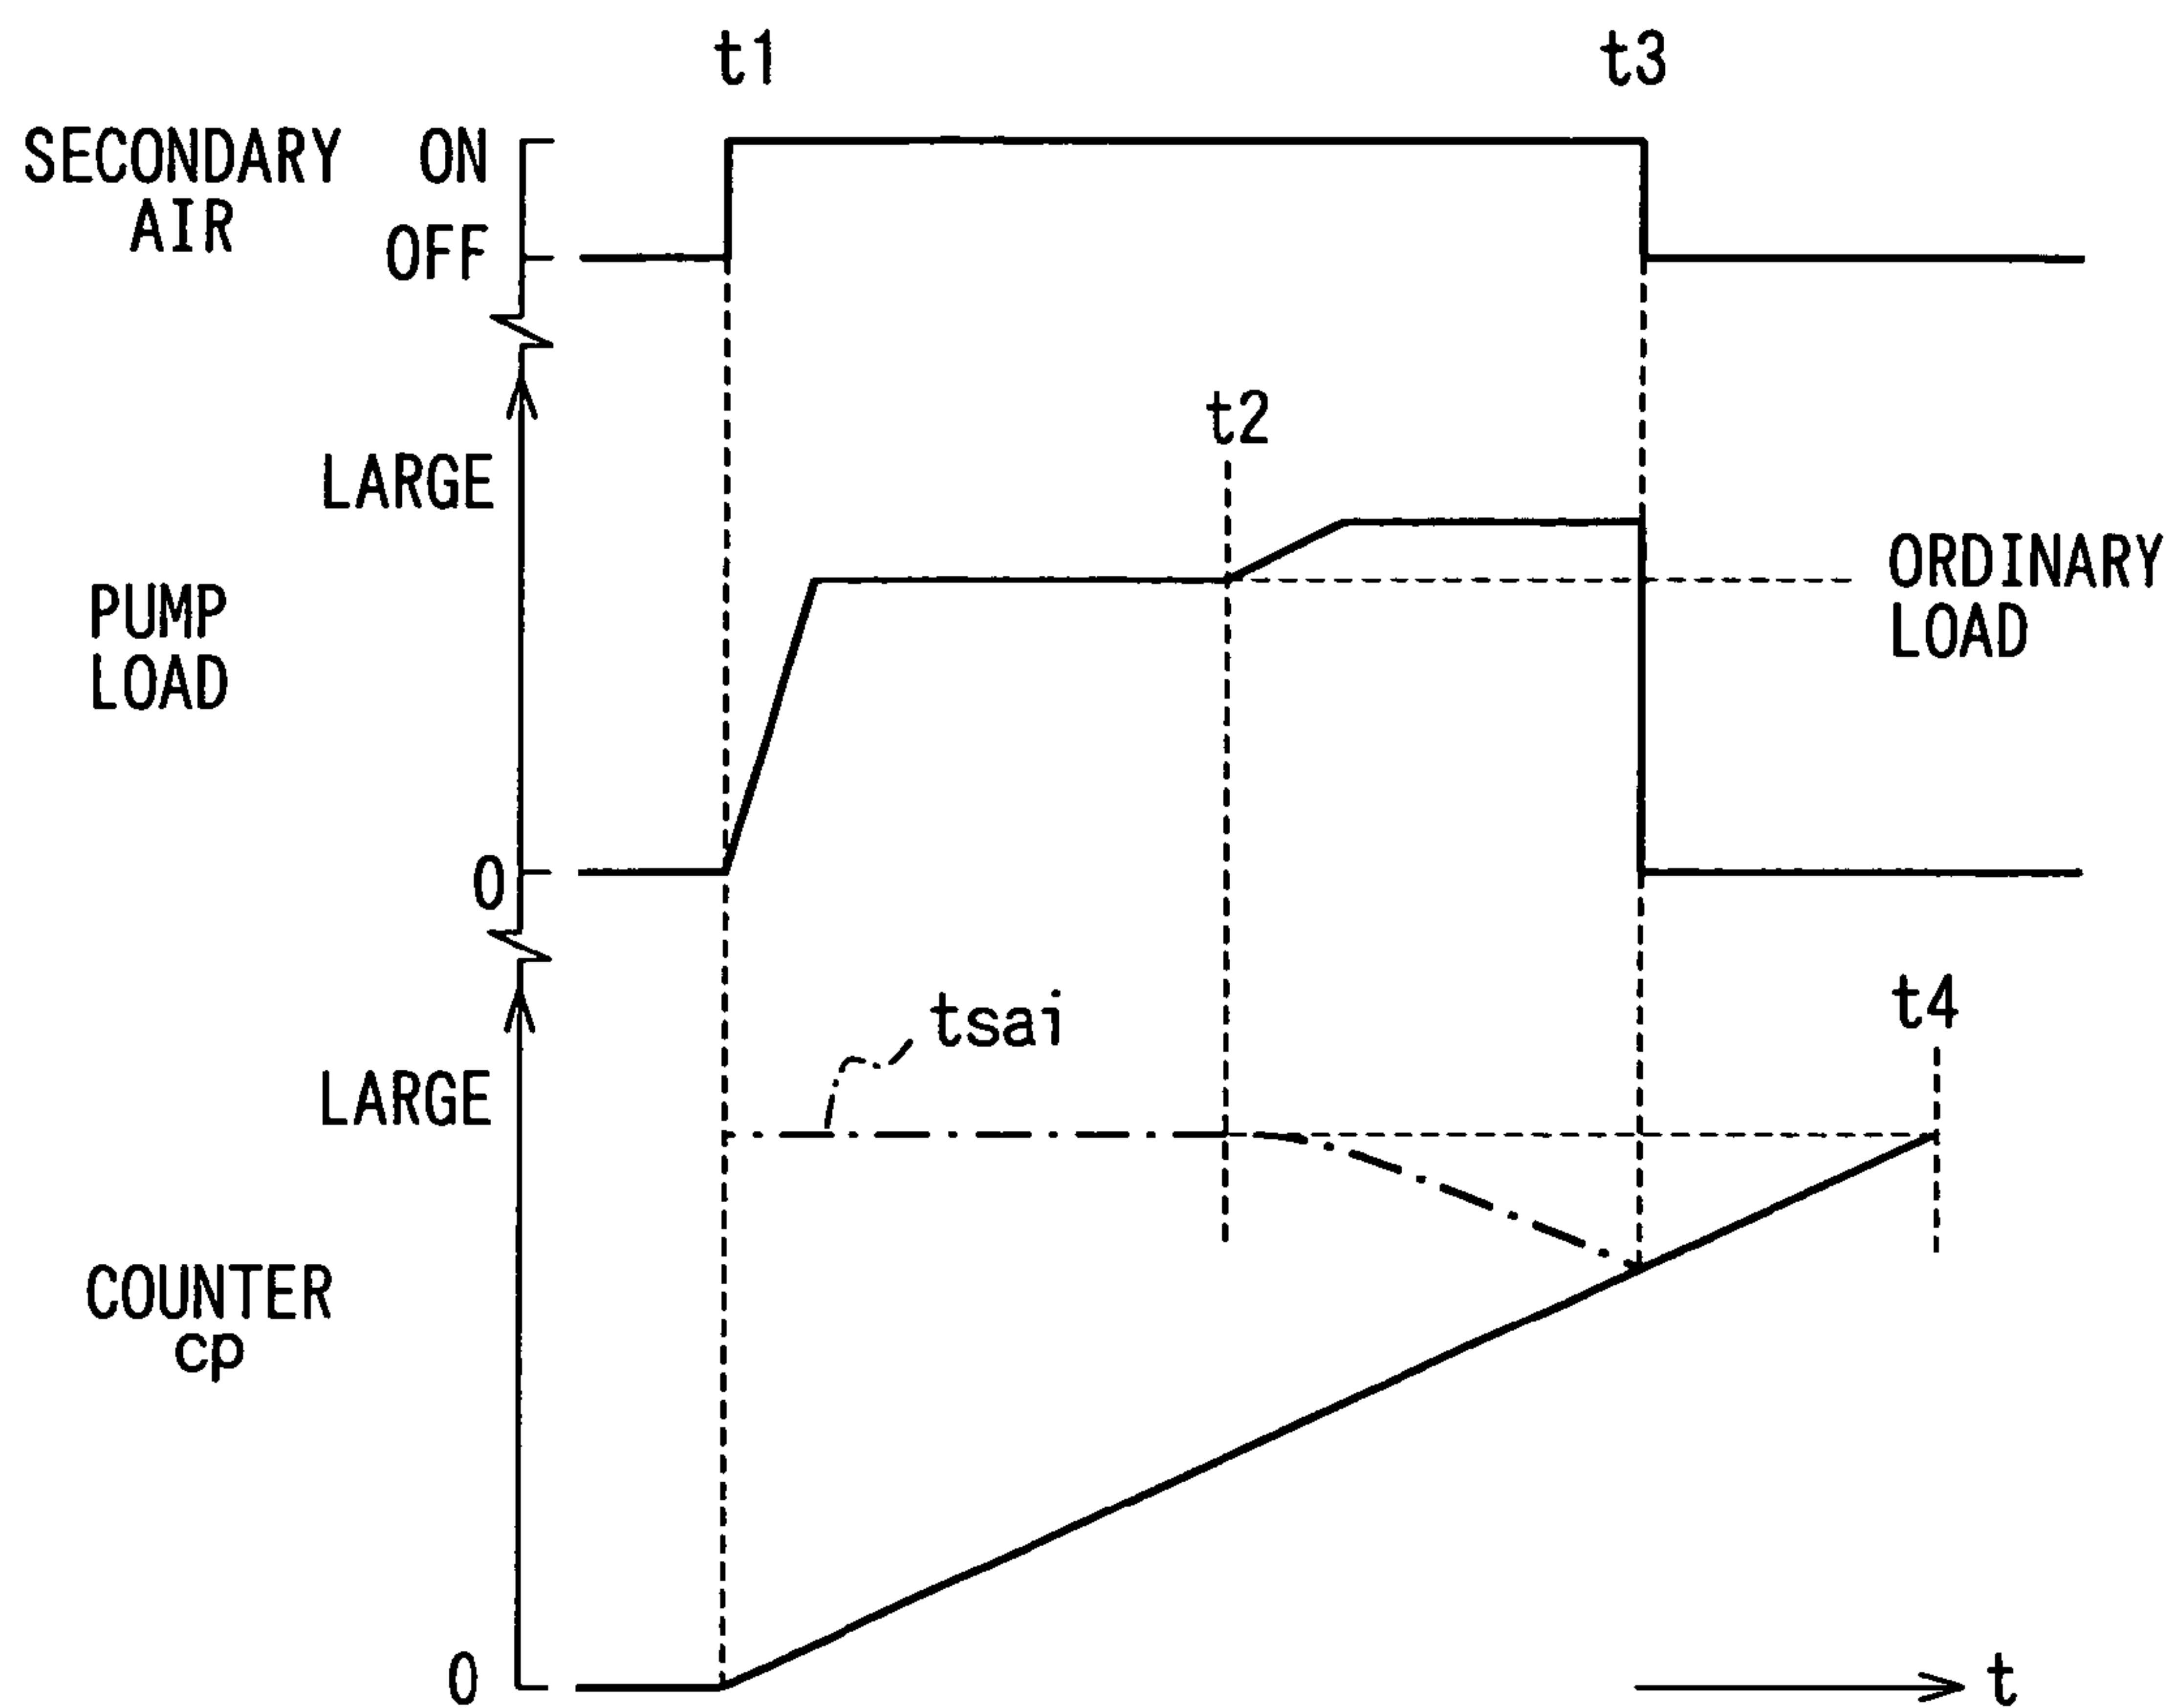 t1
t3
SECONDARY
AIR
ON
OFF
t2
LARGE
ORDINARY
LOAD
PUMP
LOAD
0
tsai
t4
LARGE
COUNTER
cp
0
t